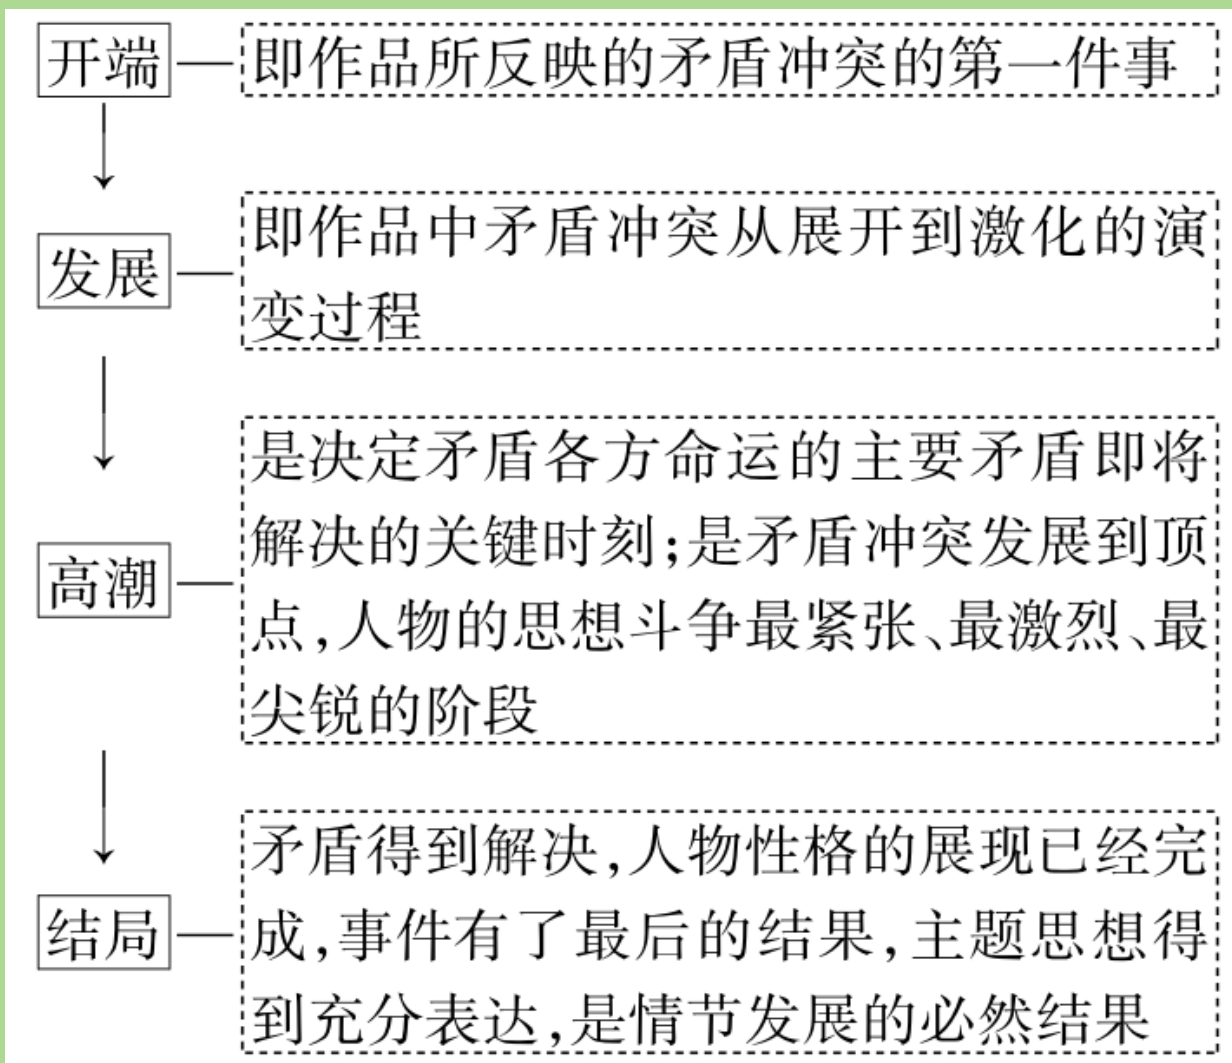 开端
即作品所反映的矛盾冲突的第一件事
发展
即作品中矛盾冲突从展开到激化的演
变过程
高潮
是决定矛盾各方命运的主要矛盾即将
解决的关键时刻;是矛盾冲突发展到顶
点,人物的思想斗争最紧张、最激烈、最
尖锐的阶段
结局
矛盾得到解决,人物性格的展现已经完
成,事件有了最后的结果,主题思想得
到充分表达,是情节发展的必然结果